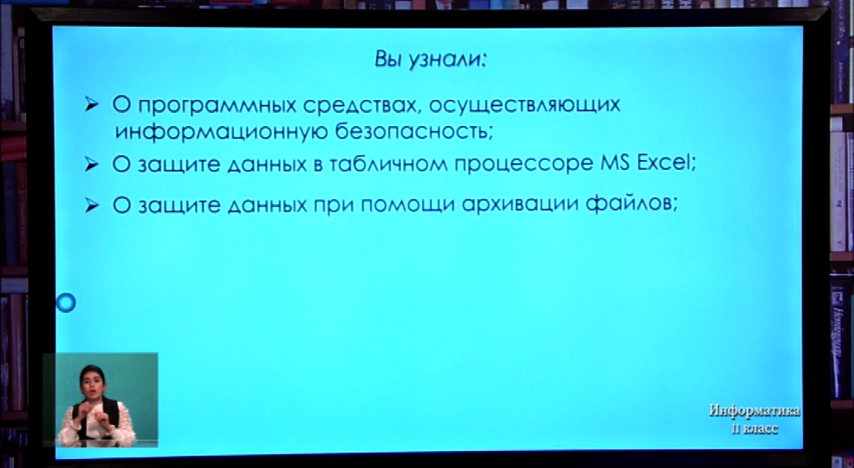 Вы узнали:
О программных средствах, осуществляющих
информационную безопасность;
О защите данных в табличном процессоре MS Excel;
О защите данных при помощи архивации файлов;
Информатика
11 класс